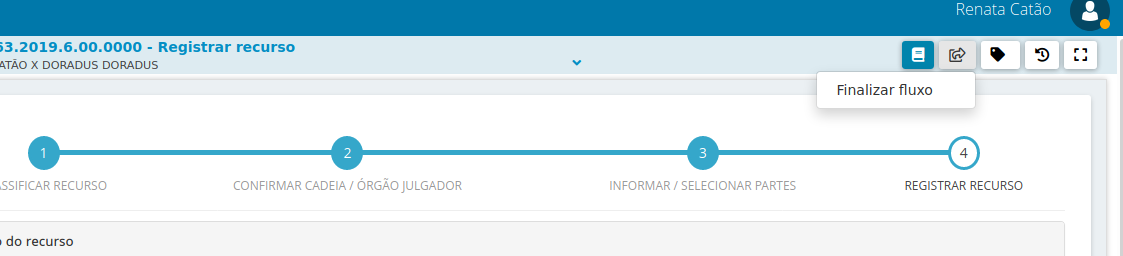 Renata Catão
63.2019.6.00.0000 - Registrar recurso
ATÃO X DORADUS DORADUS
Finalizar fluxo
1
2
3
4
ASSIFICAR RECURSO
CONFIRMAR CADEIA / ÓRGÃO JULGADOR
INFORMAR / SELECIONAR PARTES
REGISTRAR RECURSO
o do recurso